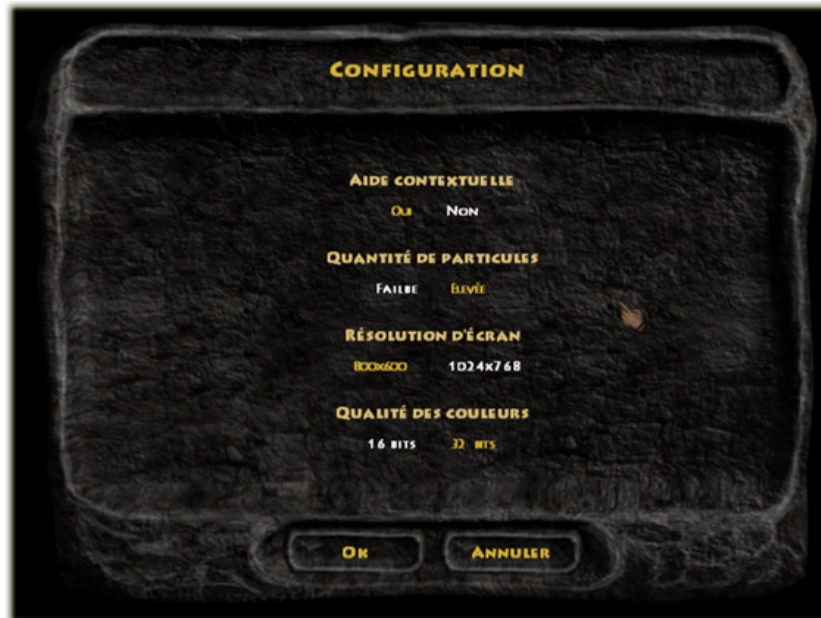 CONFIGURATION
AIDE CONTEXTUELLE
OUI NON
QUANTITÉ DE PARTICULES
FAILBE ELEVÉE
RÉSOLUTION D'ÉCRAN
800X600 1024X768
QUALITÉ DES COULEURS
16 BITS 32 BITS
OK ANNULER